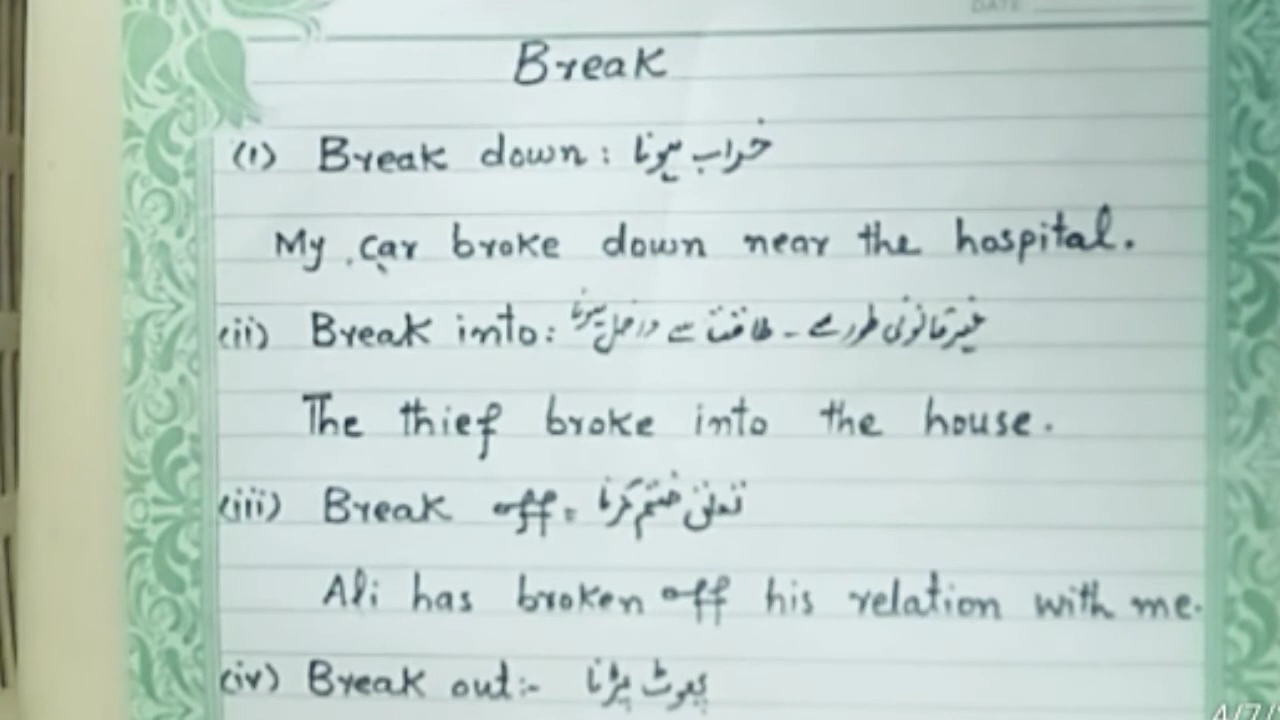 DATE
Break
(i) Break down: خراب ہونا
My car broke down near the hospital.
(ii) Break into: غیر قانونی طور سے - طاقت سے داخل ہونا
The thief broke into the house.
(iii) Break off: تعلق ختم کرنا
Ali has broken off his relation with me.
(iv) Break out:- پھوٹ پڑنا